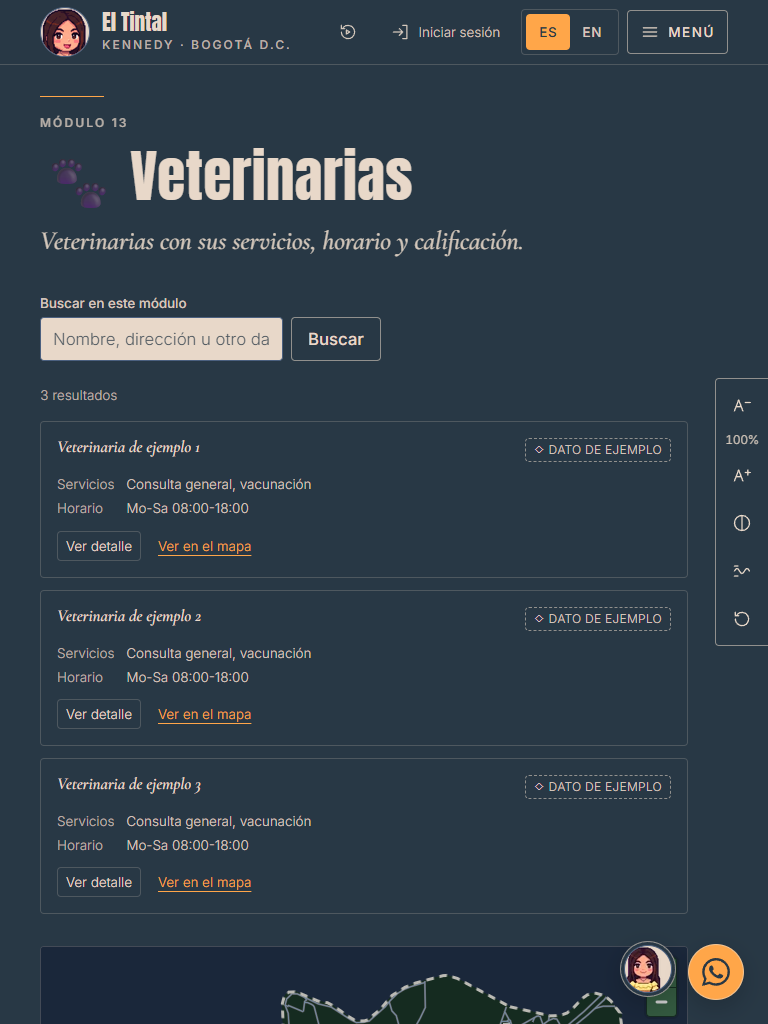 El Tintal
KENNEDY · BOGOTÁ D.C.
Iniciar sesión
ES
EN
MENÚ
MÓDULO 13
Veterinarias
Veterinarias con sus servicios, horario y calificación.
Buscar en este módulo
Nombre, dirección u otro da
Buscar
3 resultados
A−
100%
A+
Veterinaria de ejemplo 1
◇ DATO DE EJEMPLO
Servicios Consulta general, vacunación
Horario Mo-Sa 08:00-18:00
Ver detalle
Ver en el mapa
Veterinaria de ejemplo 2
◇ DATO DE EJEMPLO
Servicios Consulta general, vacunación
Horario Mo-Sa 08:00-18:00
Ver detalle
Ver en el mapa
Veterinaria de ejemplo 3
◇ DATO DE EJEMPLO
Servicios Consulta general, vacunación
Horario Mo-Sa 08:00-18:00
Ver detalle
Ver en el mapa